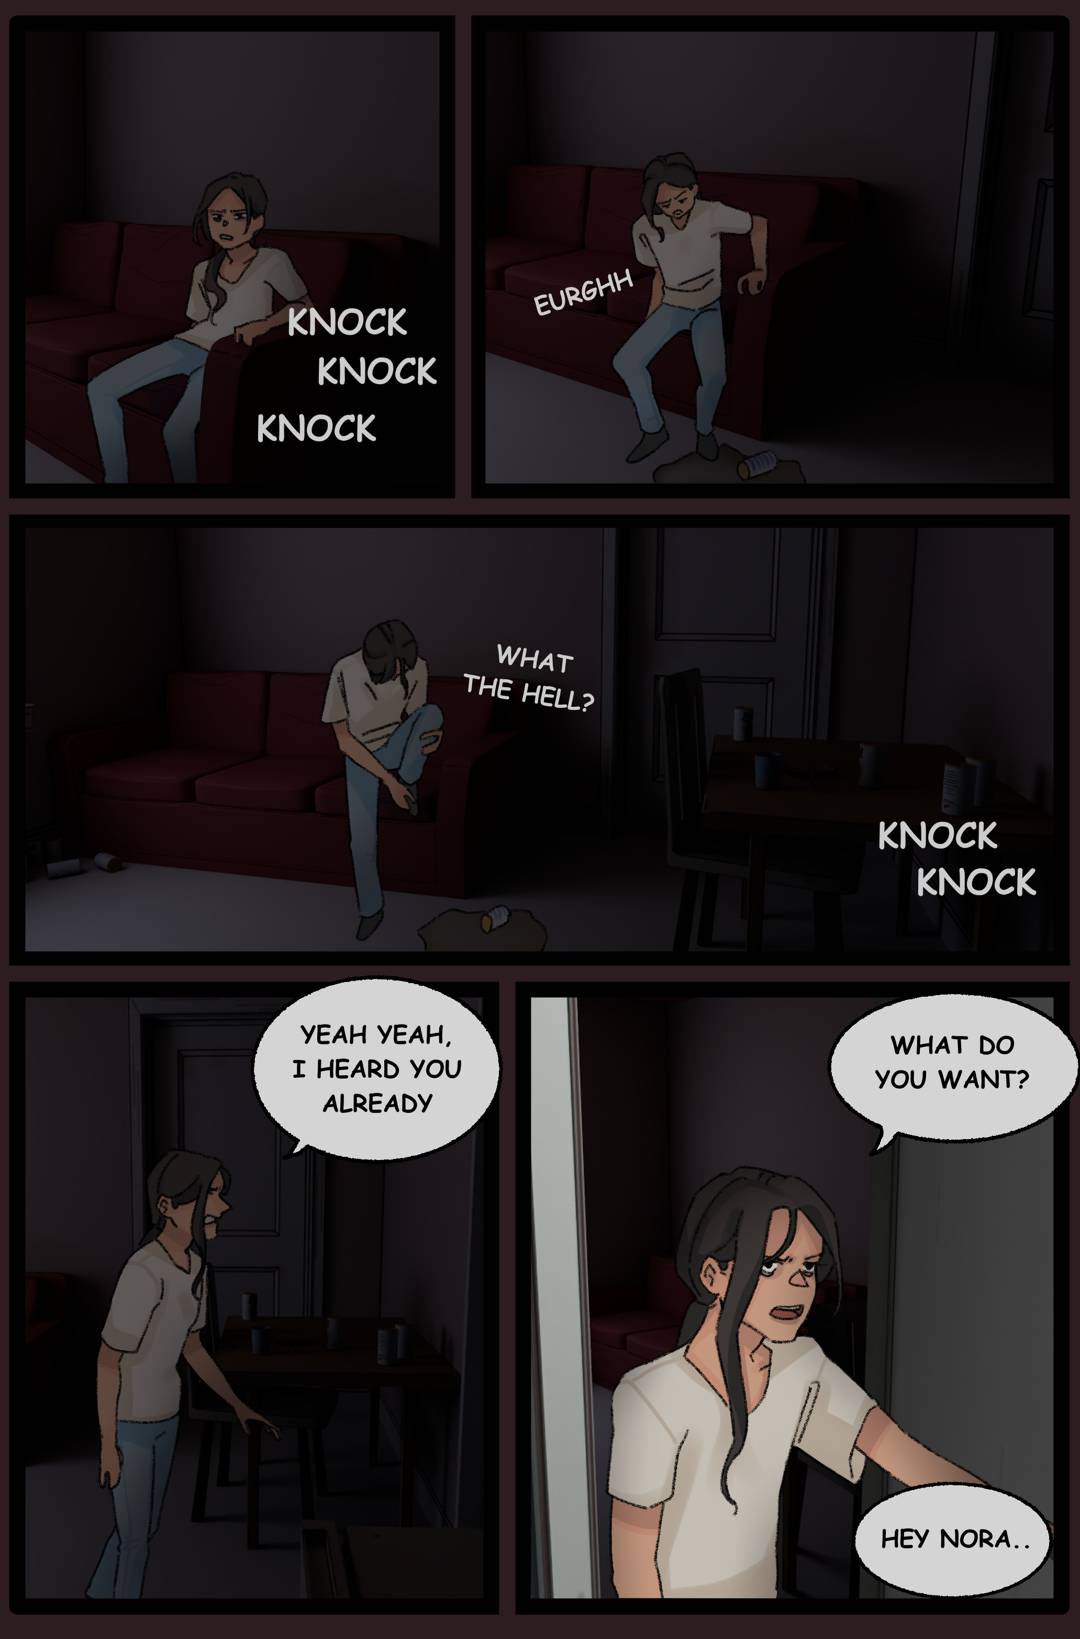 KNOCK
KNOCK
KNOCK
EURGHH
WHAT
THE HELL?
KNOCK
KNOCK
YEAH YEAH,
I HEARD YOU
ALREADY
WHAT DO
YOU WANT?
HEY NORA..